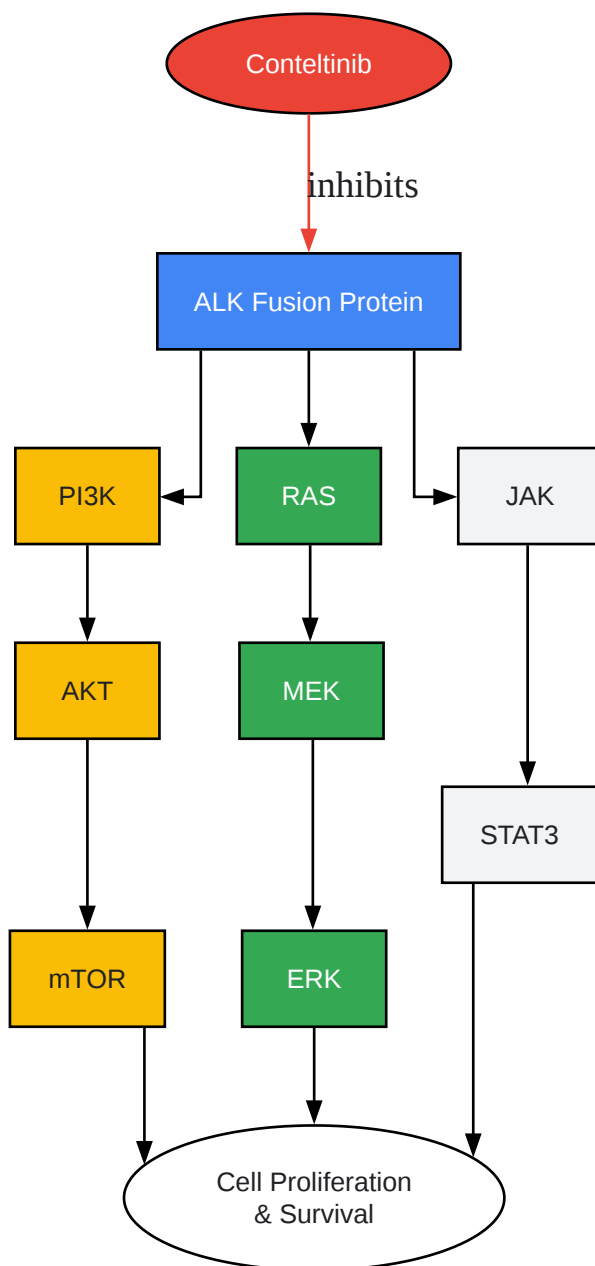 Conteltinib
inhibits
ALK Fusion Protein
PI3K
RAS
JAK
AKT
MEK
STAT3
mTOR
ERK
Cell Proliferation
& Survival